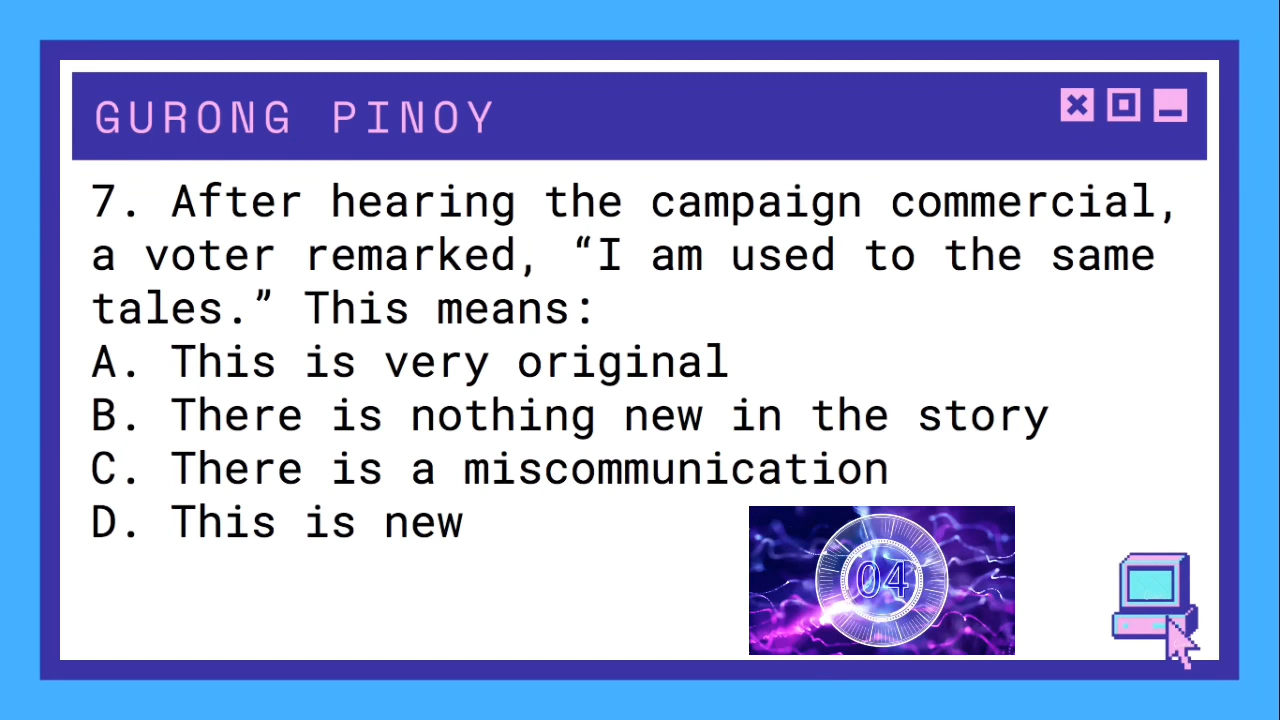 GURONG PINOY
7. After hearing the campaign commercial,
a voter remarked, “I am used to the same
tales.” This means:
A. This is very original
B. There is nothing new in the story
C. There is a miscommunication
D. This is new
04